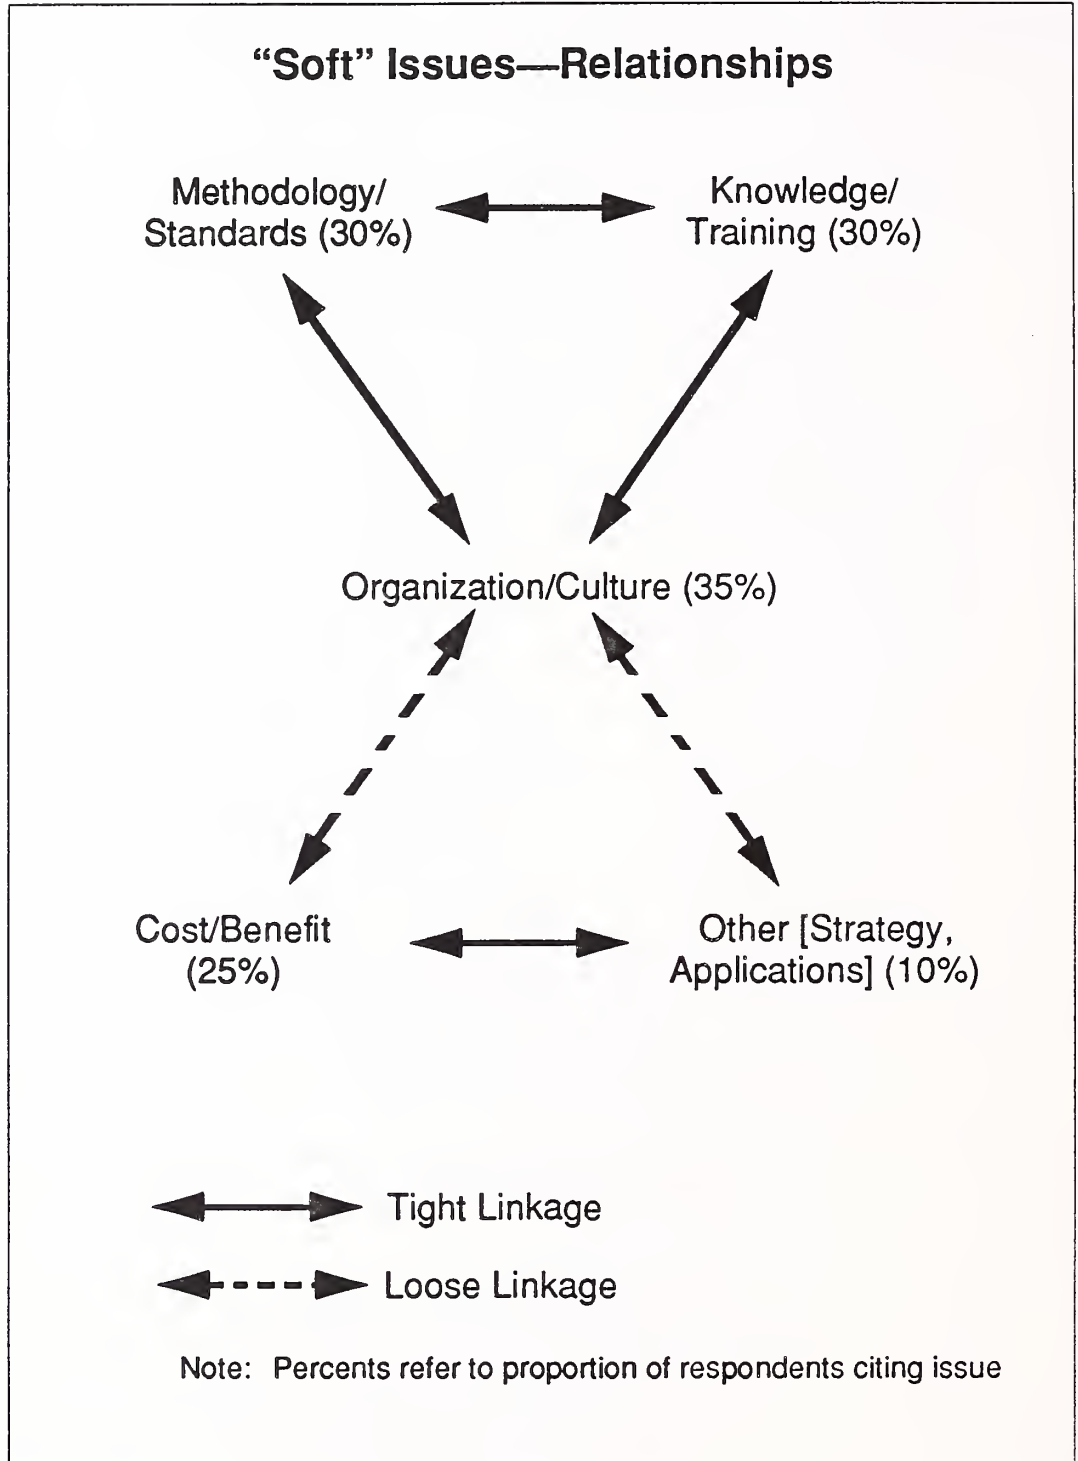 “Soft” Issues—Relationships
Methodology/
Standards (30%)
Knowledge/
Training (30%)
Organization/Culture (35%)
Cost/Benefit
(25%)
Other [Strategy,
Applications] (10%)
Tight Linkage
Loose Linkage
Note: Percents refer to proportion of respondents citing issue